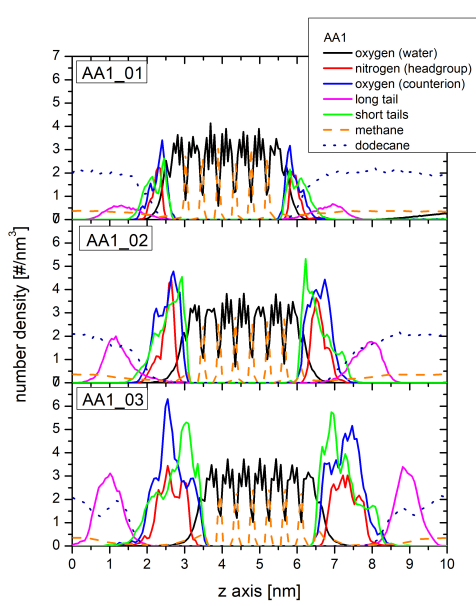 AA1
oxygen (water)
nitrogen (headgroup)
oxygen (counterion)
long tail
short tails
methane
dodecane
AA1_01
7
6
5
4
3
2
1
0
AA1_02
7
6
5
4
3
2
1
0
AA1_03
7
6
5
4
3
2
1
0
number density [#/nm³]
0 1 2 3 4 5 6 7 8 9 10
z axis [nm]